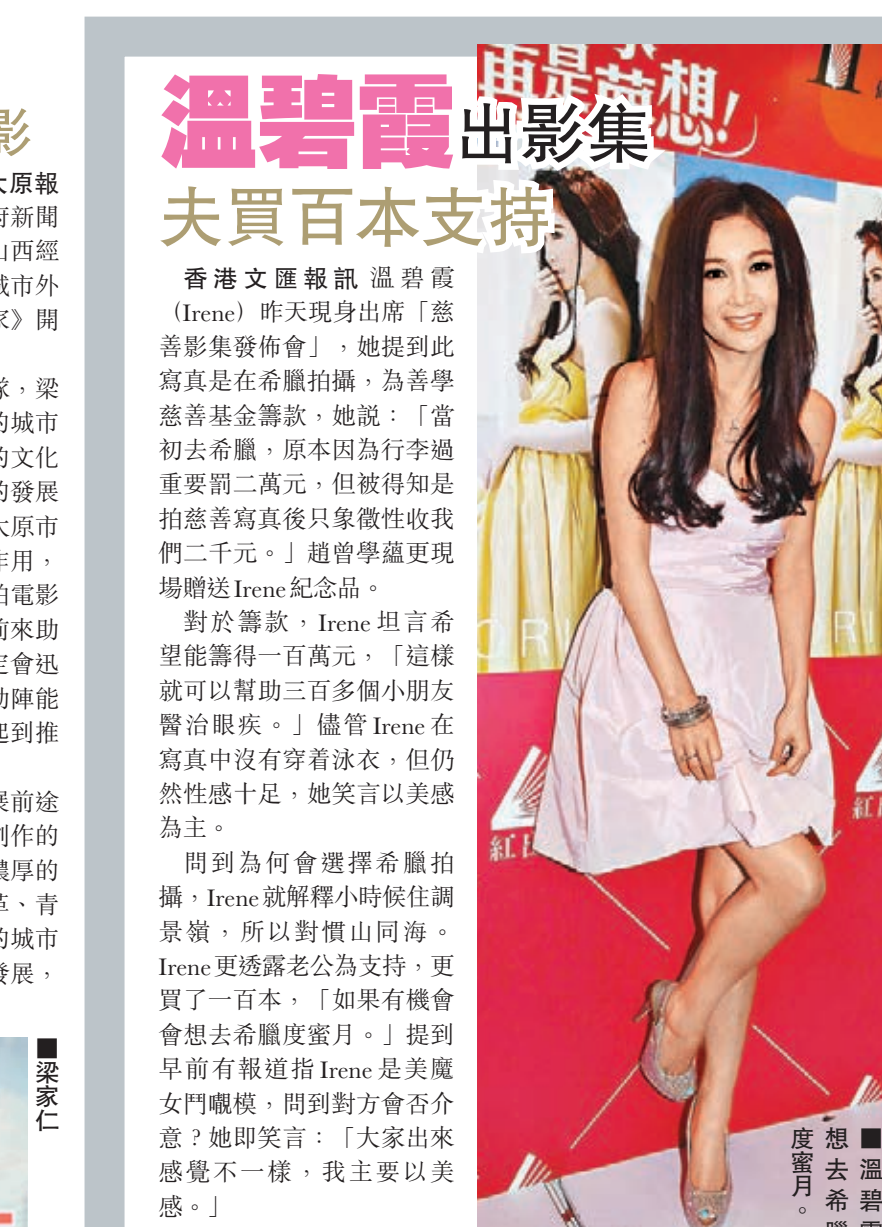 溫碧霞出影集
夫買百本支持
香港文匯報訊 溫碧霞
（Irene）昨天現身出席「慈
善影集發佈會」，她提到此
寫真是在希臘拍攝，為善學
慈善基金籌款，她説：「當
初去希臘，原本因為行李過
重要罰二萬元，但被得知是
拍慈善寫真後只象徵性收我
們二千元。」趙曾學蘊更現
場贈送Irene紀念品。
對於籌款，Irene坦言希
望能籌得一百萬元，「這樣
就可以幫助三百多個小朋友
醫治眼疾。」儘管Irene在
寫真中沒有穿着泳衣，但仍
然性感十足，她笑言以美感
為主。
問到為何會選擇希臘拍
攝，Irene就解釋小時候住調
景嶺，所以對慣山同海。
Irene更透露老公為支持，更
買了一百本，「如果有機會
會想去希臘度蜜月。」提到
早前有報道指Irene是美魔
女鬥嚫模，問到對方會否介
意？她即笑言：「大家出來
感覺不一樣，我主要以美
感。」
■溫碧
想去希
度蜜月。
影
大原報
府新聞
山西經
城市外
家》開
隊，梁
的城市
的文化
的發展
大原市
作用，
拍電影
前來助
定會迅
助陣能
起到推
展前途
創作的
濃厚的
革、青
的城市
發展，
■梁家仁
再是夢想！
ORI
RI
紅
紅